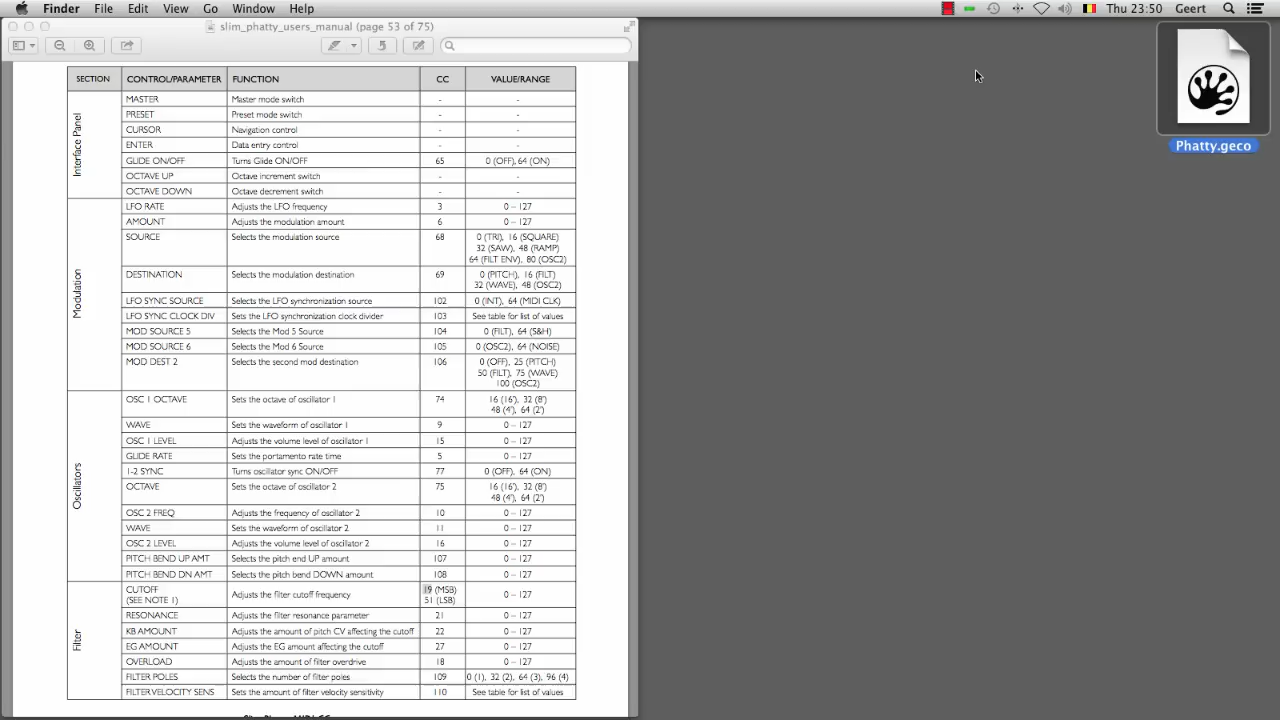 Finder File Edit View Go Window Help Thu 23:50 Geert
slim_phatty_users_manual (page 53 of 75)
SECTION CONTROL/PARAMETER FUNCTION CC VALUE/RANGE
Interface Panel
MASTER Master mode switch - -
PRESET Preset mode switch - -
CURSOR Navigation control - -
ENTER Data entry control - -
GLIDE ON/OFF Turns Glide ON/OFF 65 0 (OFF), 64 (ON)
OCTAVE UP Octave increment switch - -
OCTAVE DOWN Octave decrement switch - -
Modulation
LFO RATE Adjusts the LFO frequency 3 0 – 127
AMOUNT Adjusts the modulation amount 6 0 – 127
SOURCE Selects the modulation source 68 0 (TRI), 16 (SQUARE)
32 (SAW), 48 (RAMP)
64 (FILT ENV), 80 (OSC2)
DESTINATION Selects the modulation destination 69 0 (PITCH), 16 (FILT)
32 (WAVE), 48 (OSC2)
LFO SYNC SOURCE Selects the LFO synchronization source 102 0 (INT), 64 (MIDI CLK)
LFO SYNC CLOCK DIV Sets the LFO synchronization clock divider 103 See table for list of values
MOD SOURCE 5 Selects the Mod 5 Source 104 0 (FILT), 64 (S&H)
MOD SOURCE 6 Selects the Mod 6 Source 105 0 (OSC2), 64 (NOISE)
MOD DEST 2 Selects the second mod destination 106 0 (OFF), 25 (PITCH)
50 (FILT), 75 (WAVE)
100 (OSC2)
Oscillators
OSC 1 OCTAVE Sets the octave of oscillator 1 74 16 (16'), 32 (8')
48 (4'), 64 (2')
WAVE Sets the waveform of oscillator 1 9 0 – 127
OSC 1 LEVEL Adjusts the volume level of oscillator 1 15 0 – 127
GLIDE RATE Sets the portamento rate time 5 0 – 127
1-2 SYNC Turns oscillator sync ON/OFF 77 0 (OFF), 64 (ON)
OCTAVE Sets the octave of oscillator 2 75 16 (16'), 32 (8')
48 (4'), 64 (2')
OSC 2 FREQ Adjusts the frequency of oscillator 2 10 0 – 127
WAVE Sets the waveform of oscillator 2 11 0 – 127
OSC 2 LEVEL Adjusts the volume level of oscillator 2 16 0 – 127
PITCH BEND UP AMT Selects the pitch end UP amount 107 0 – 127
PITCH BEND DN AMT Selects the pitch bend DOWN amount 108 0 – 127
Filter
CUTOFF
(SEE NOTE 1) Adjusts the filter cutoff frequency 19 (MSB)
51 (LSB) 0 – 127
RESONANCE Adjusts the filter resonance parameter 21 0 – 127
KB AMOUNT Adjusts the amount of pitch CV affecting the cutoff 22 0 – 127
EG AMOUNT Adjusts the EG amount affecting the cutoff 27 0 – 127
OVERLOAD Adjusts the amount of filter overdrive 18 0 – 127
FILTER POLES Selects the number of filter poles 109 0 (1), 32 (2), 64 (3), 96 (4)
FILTER VELOCITY SENS Sets the amount of filter velocity sensitivity 110 See table for list of values
Phatty.geco